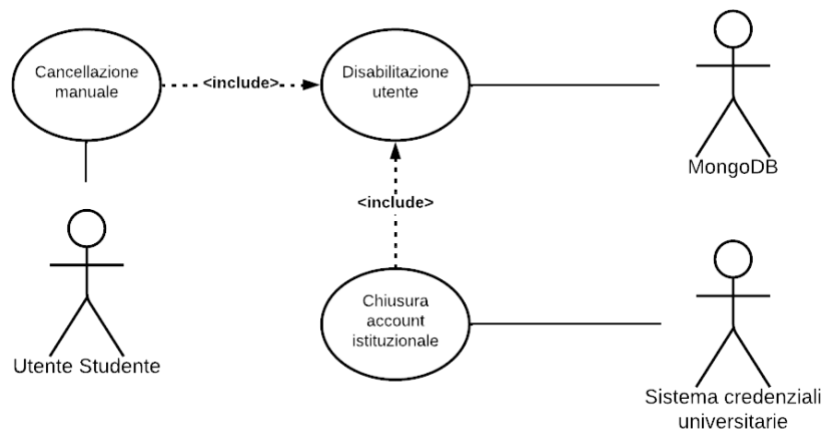 Cancellazione
manuale
<include>
Disabilitazione
utente
MongoDB
<include>
Utente Studente
Chiusura
account
istituzionale
Sistema credenziali
universitarie